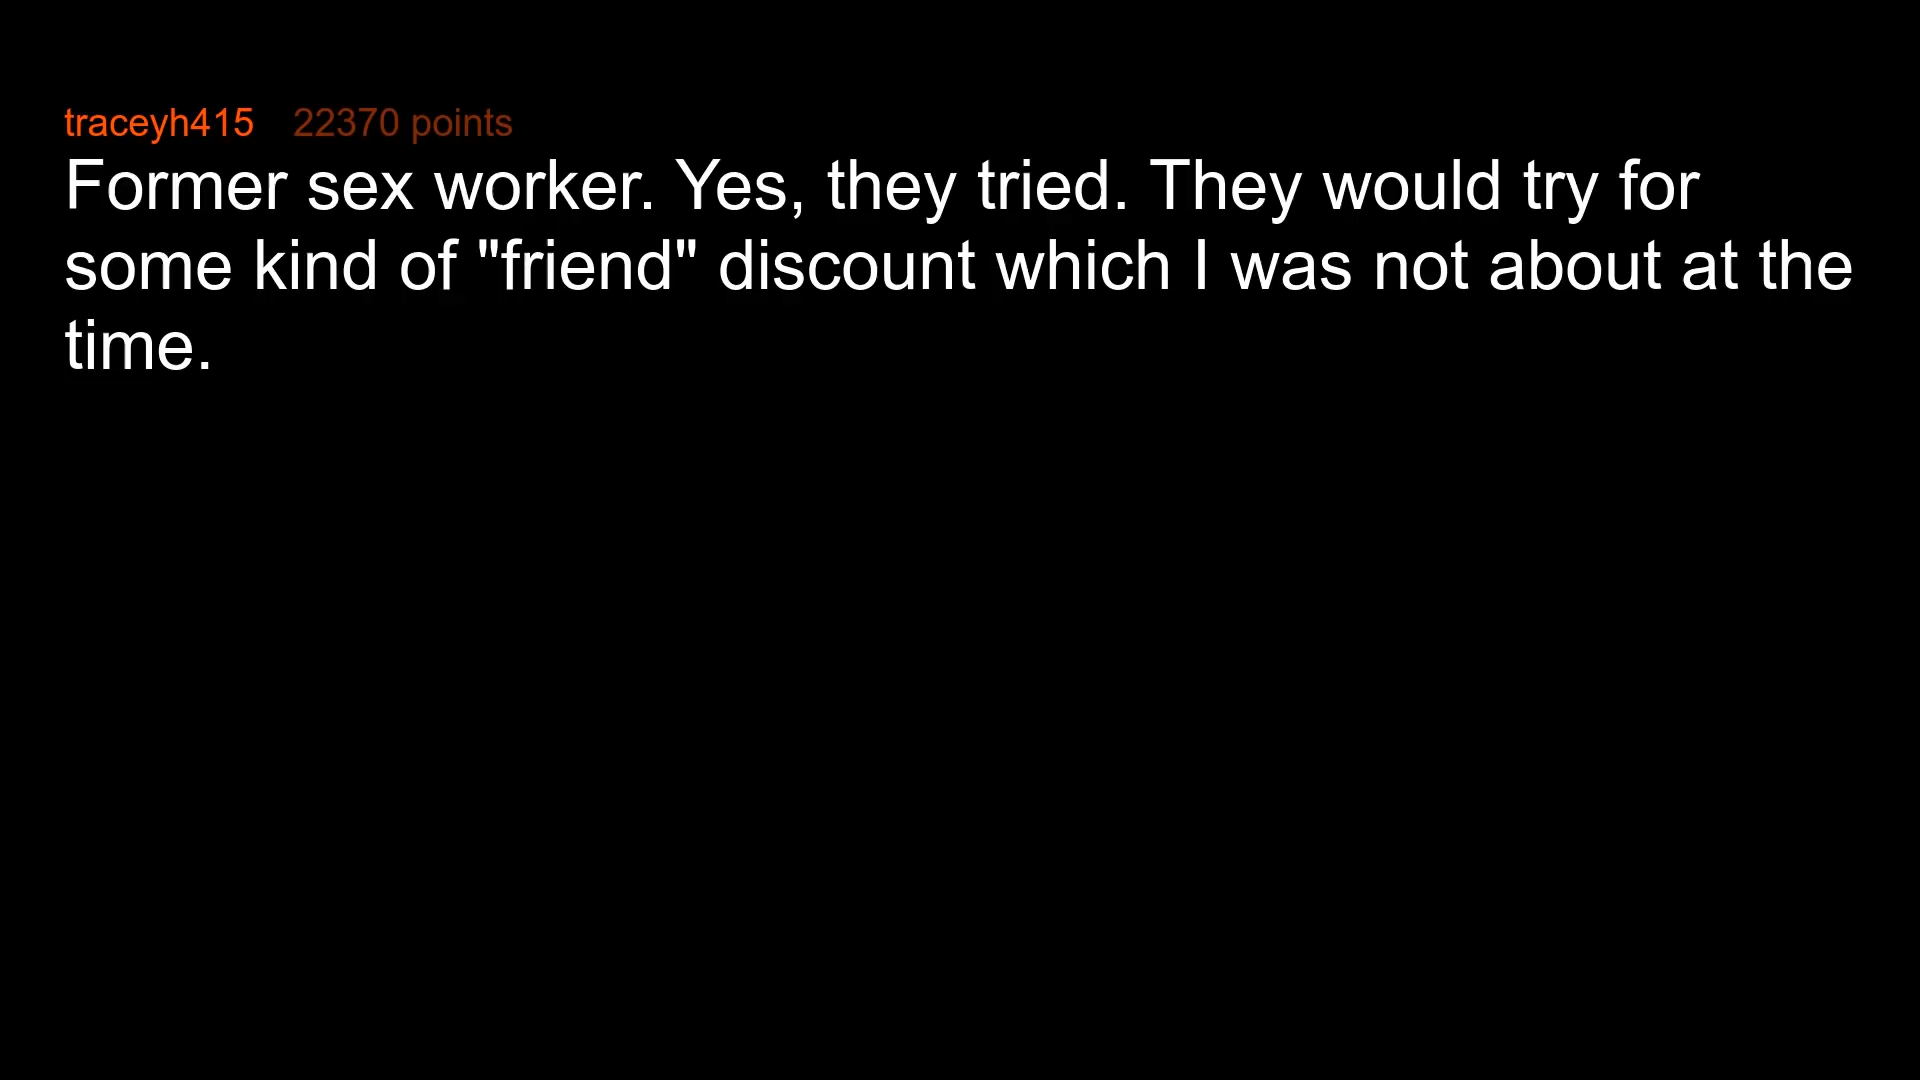 traceyh415 22370 points
Former sex worker. Yes, they tried. They would try for
some kind of "friend" discount which I was not about at the
time.